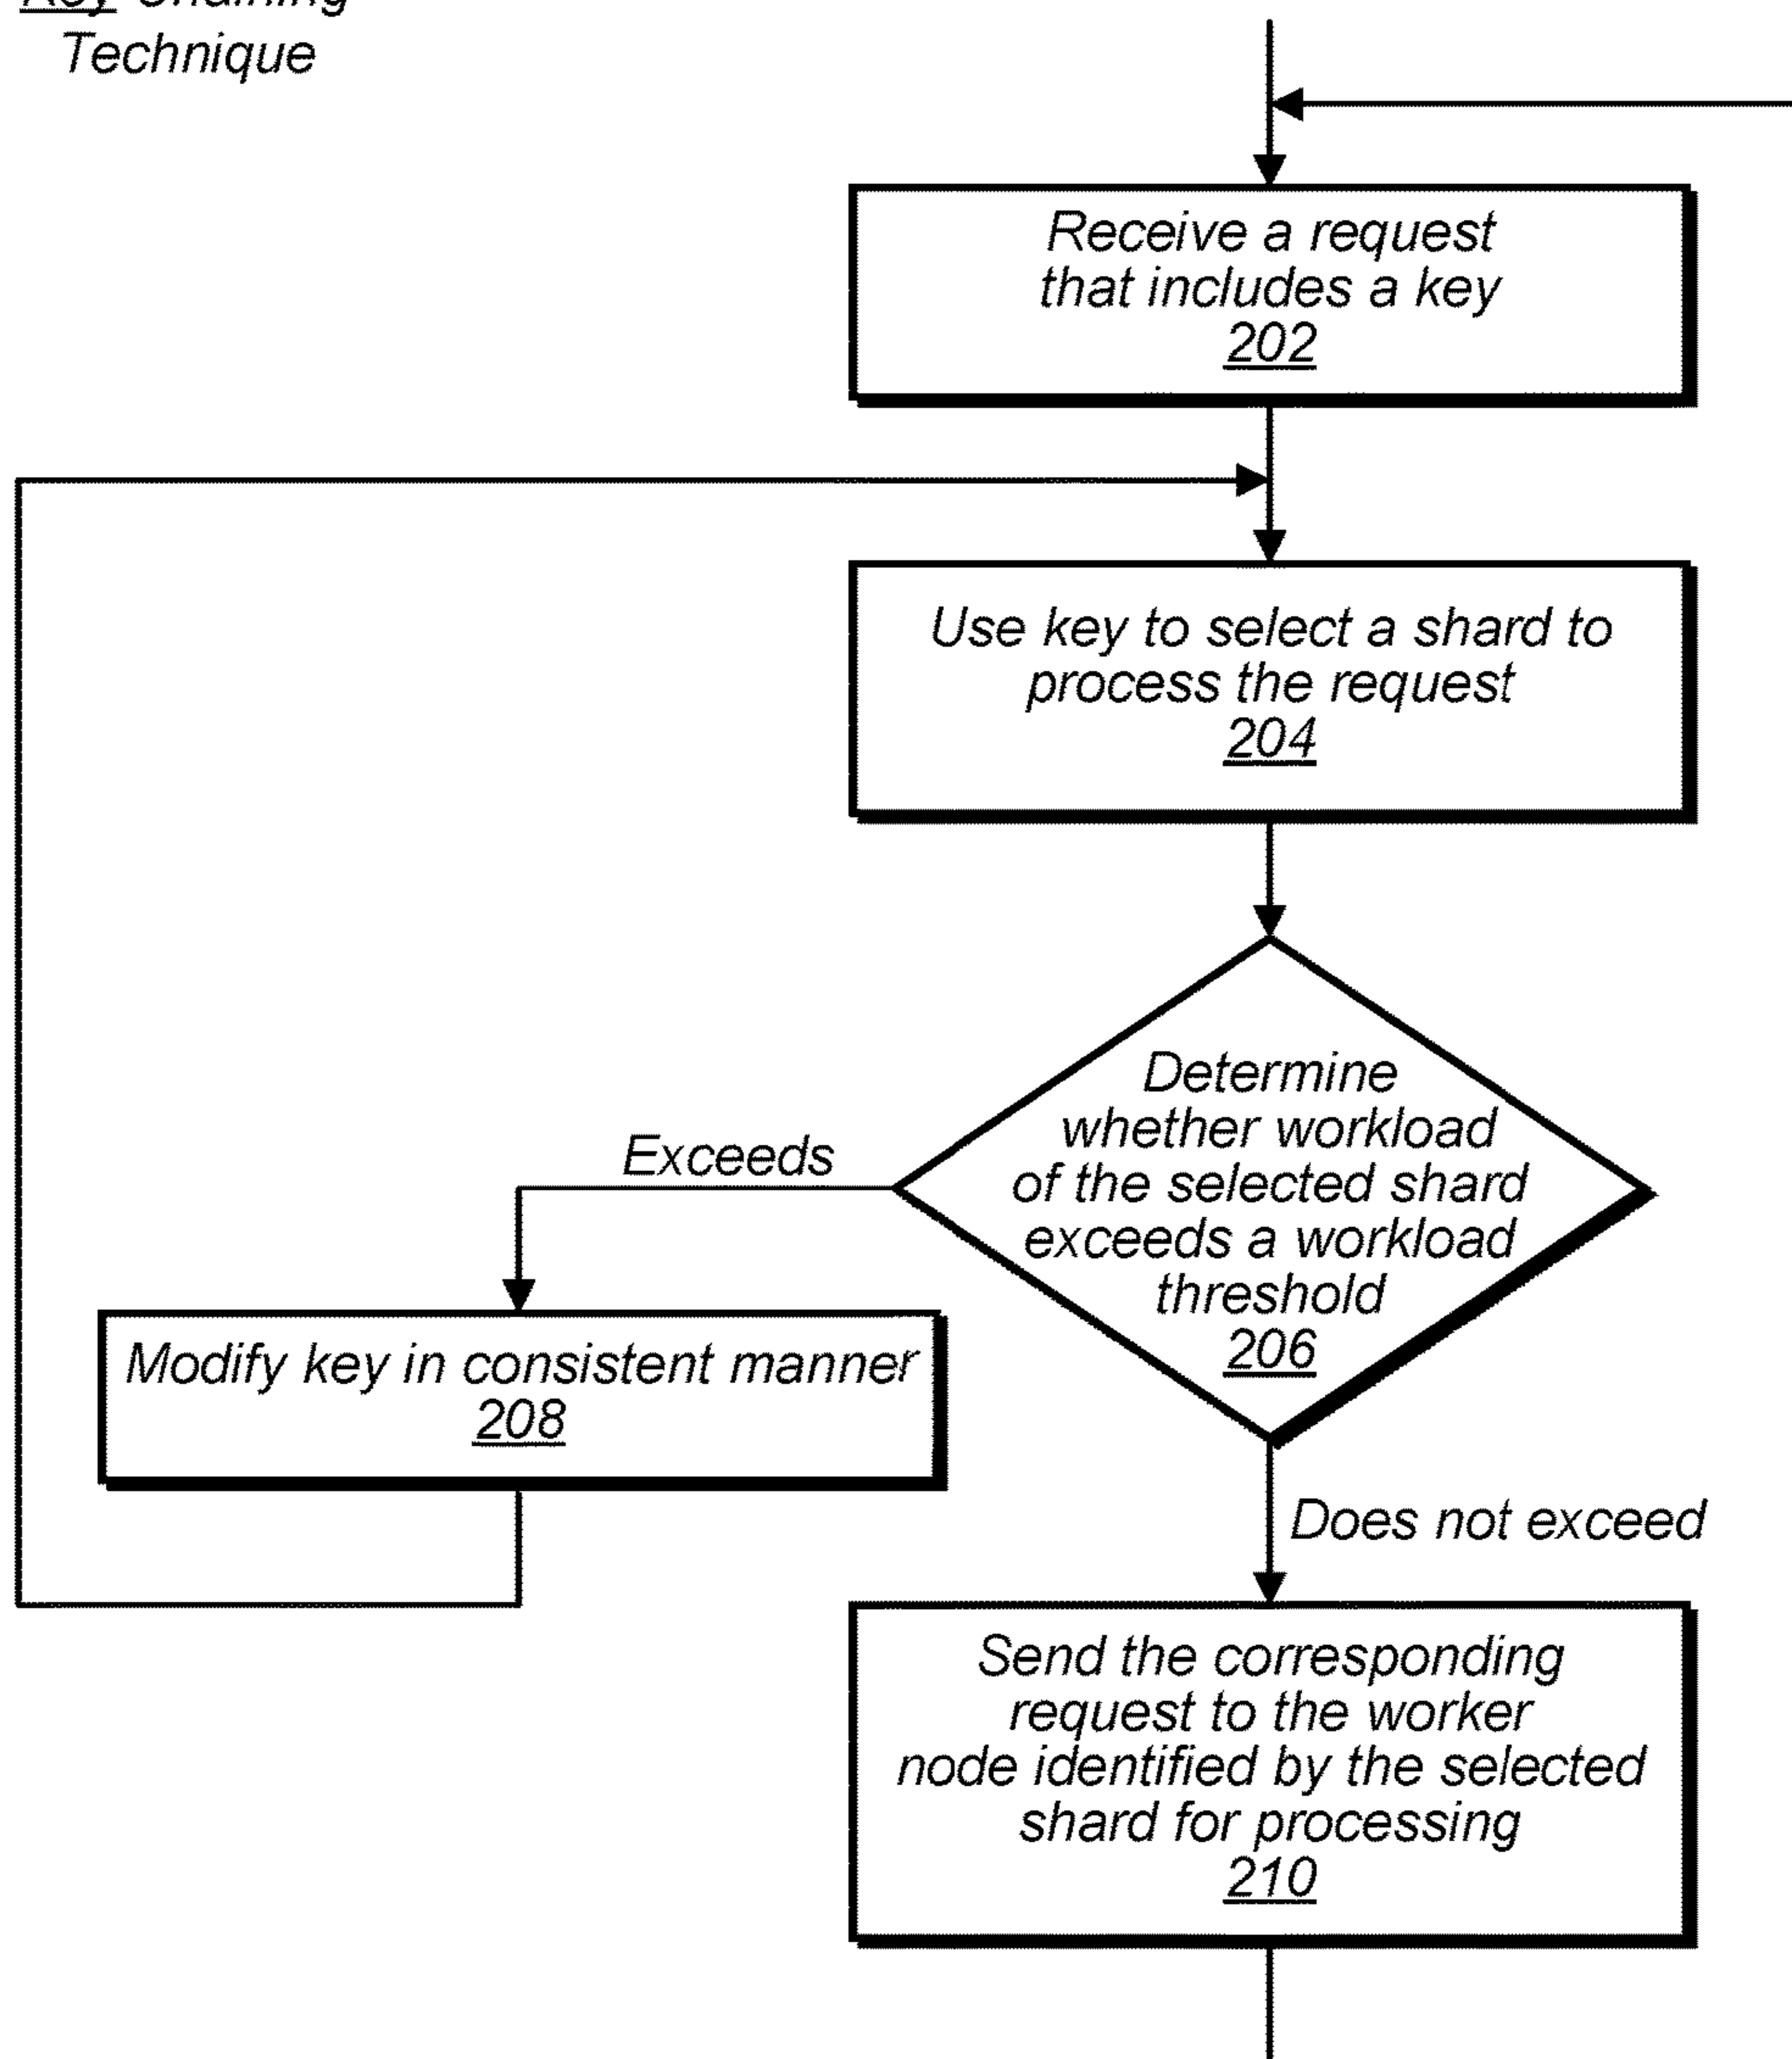 Key Chaining
Technique
Receive a request
that includes a key
202
Use key to select a shard to
process the request
204
Determine
whether workload
of the selected shard
exceeds a workload
threshold
206
Exceeds
Modify key in consistent manner
208
Does not exceed
Send the corresponding
request to the worker
node identified by the selected
shard for processing
210